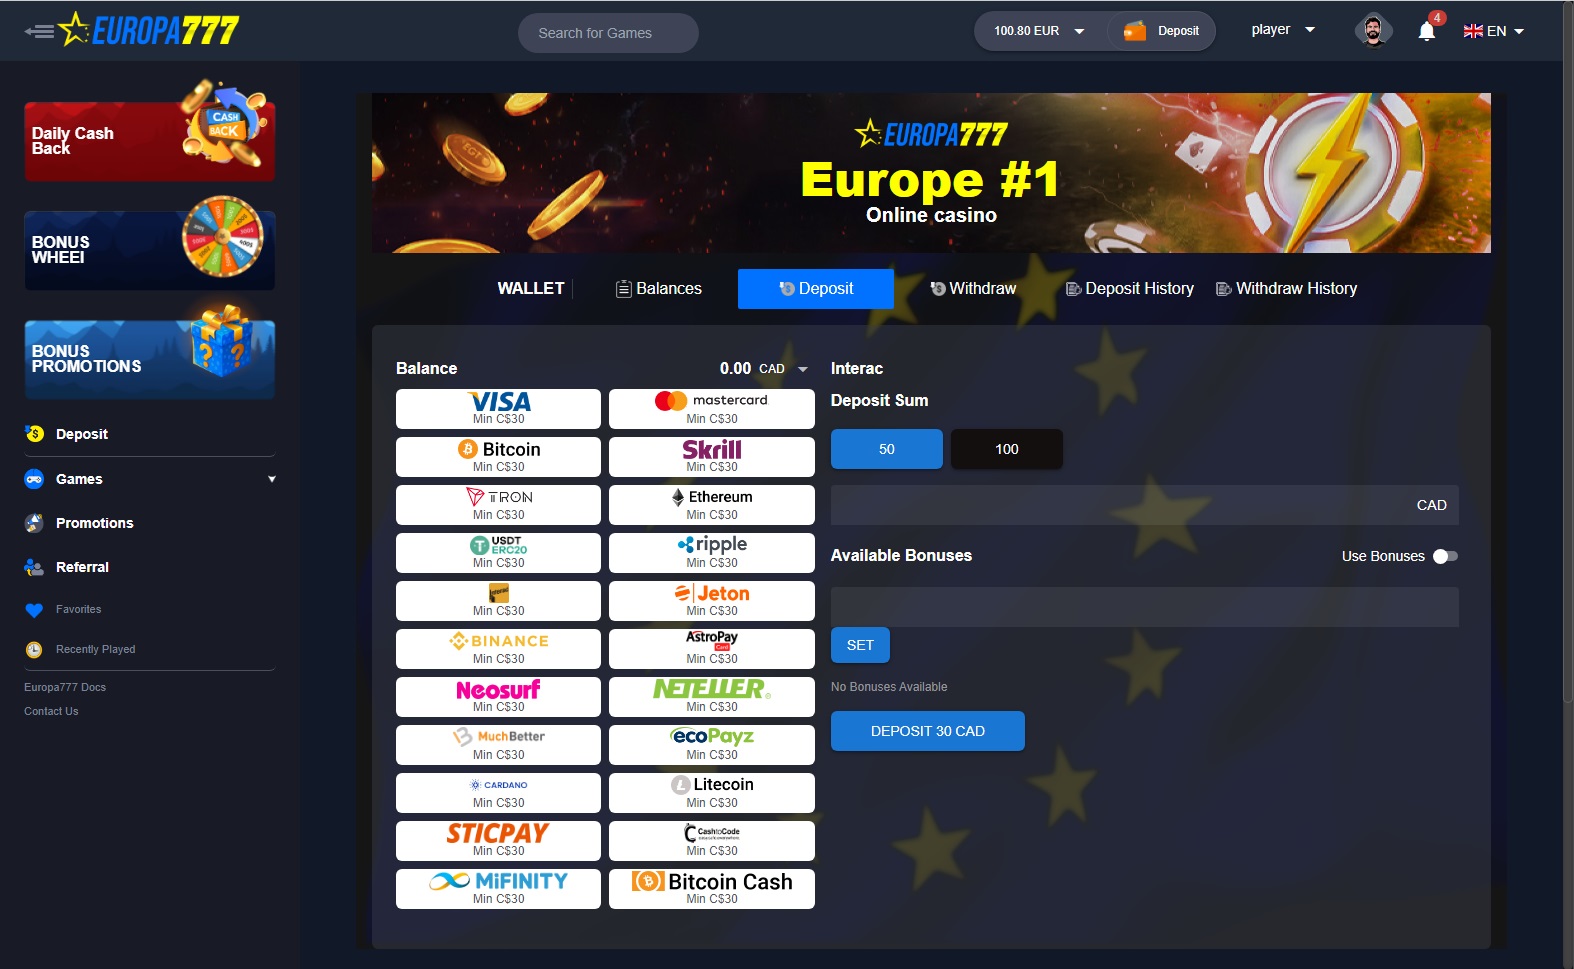 EUROPA777
Search for Games
100.80 EUR
Deposit
player
4
EN
Daily Cash
Back
CASH
BACK
BONUS
WHEEl
BONUS
PROMOTIONS
Deposit
Games
Promotions
Referral
Favorites
Recently Played
Europa777 Docs
Contact Us
EGT
EUROPA777
Europe #1
Online casino
WALLET
Balances
Deposit
Withdraw
Deposit History
Withdraw History
Balance
0.00 CAD
VISA
Min C$30
mastercard
Min C$30
Bitcoin
Min C$30
Skrill
Min C$30
TRON
Min C$30
Ethereum
Min C$30
USDT
ERC20
Min C$30
ripple
Min C$30
Min C$30
Jeton
Min C$30
BINANCE
Min C$30
AstroPay
Card
Min C$30
Neosurf
Min C$30
NETELLER
Min C$30
MuchBetter
Min C$30
ecoPayz
Min C$30
CARDANO
Min C$30
Litecoin
Min C$30
STICPAY
Min C$30
CashtoCode
Min C$30
MiFINITY
Min C$30
Bitcoin Cash
Min C$30
Interac
Deposit Sum
50
100
CAD
Available Bonuses
Use Bonuses
SET
No Bonuses Available
DEPOSIT 30 CAD